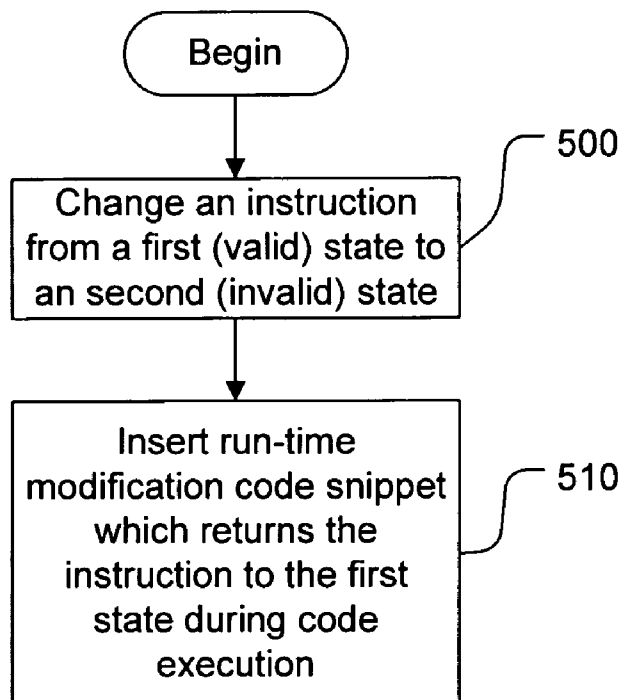 Begin
500
Change an instruction
from a first (valid) state to
an second (invalid) state
Insert run-time
modification code snippet
which returns the
instruction to the first
state during code
execution
510